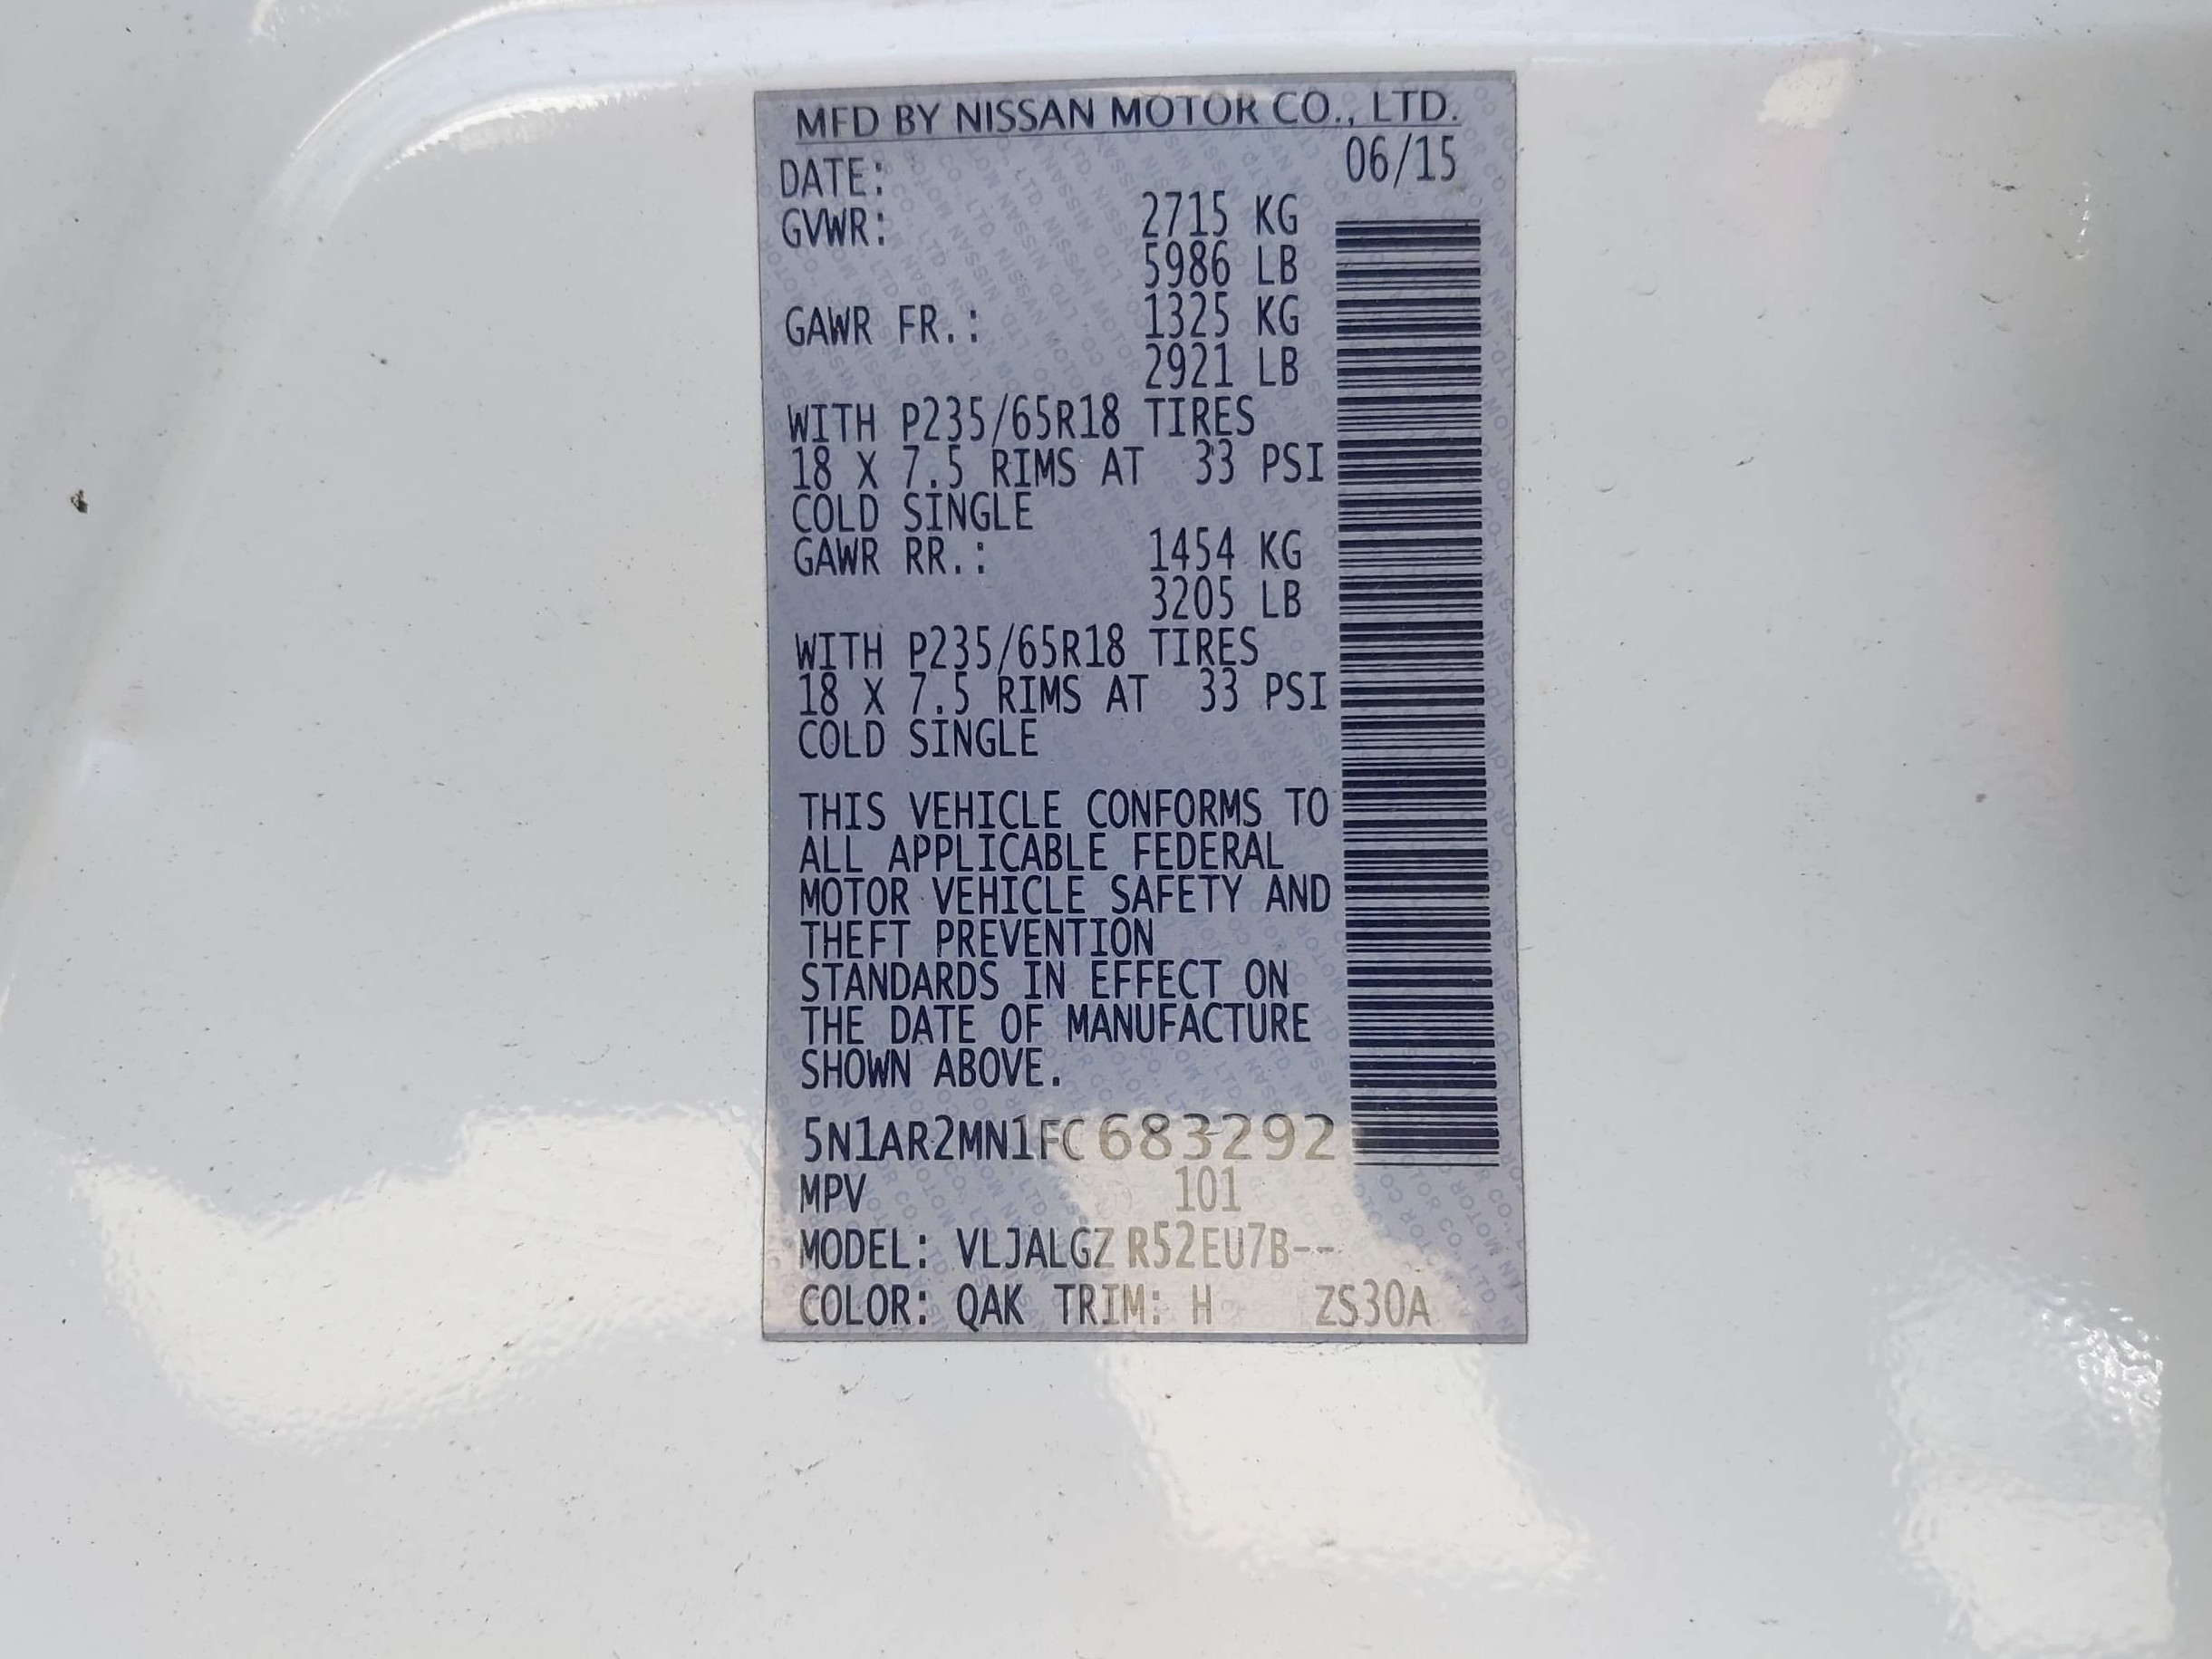 MFD BY NISSAN MOTOR CO., LTD.
DATE: 06/15
GVWR: 2715 KG
5986 LB
GAWR FR.: 1325 KG
2921 LB
WITH P235/65R18 TIRES
18 X 7.5 RIMS AT 33 PSI
COLD SINGLE
GAWR RR.: 1454 KG
3205 LB
WITH P235/65R18 TIRES
18 X 7.5 RIMS AT 33 PSI
COLD SINGLE
THIS VEHICLE CONFORMS TO
ALL APPLICABLE FEDERAL
MOTOR VEHICLE SAFETY AND
THEFT PREVENTION
STANDARDS IN EFFECT ON
THE DATE OF MANUFACTURE
SHOWN ABOVE.
5N1AR2MN1FC683292
MPV 101
MODEL: VLJALGZ R52EU7B--
COLOR: QAK TRIM: H ZS30A